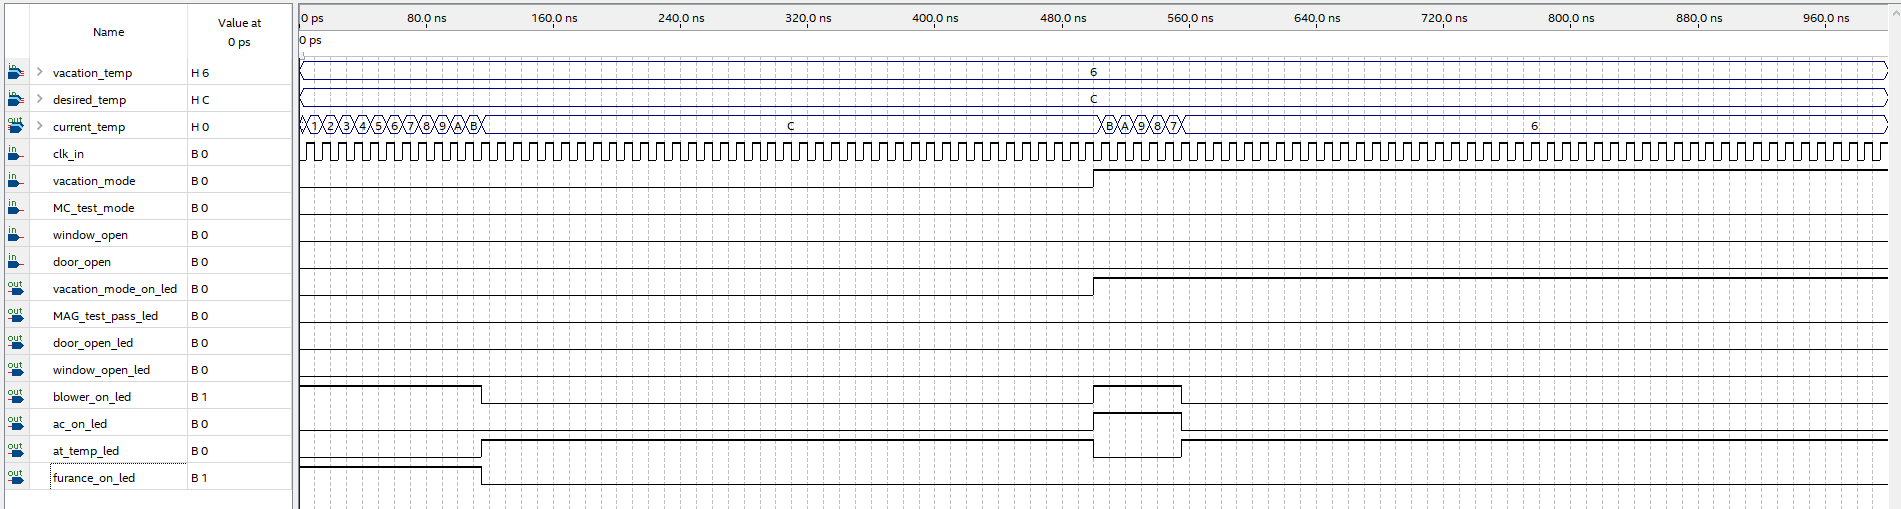 Name
Value at
0 ps
0 ps 80.0 ns 160.0 ns 240.0 ns 320.0 ns 400.0 ns 480.0 ns 560.0 ns 640.0 ns 720.0 ns 800.0 ns 880.0 ns 960.0 ns
0 ps
in > vacation_temp H 6 6
in > desired_temp H C C
out > current_temp H 0 1 2 3 4 5 6 7 8 9 A B C B A 9 8 7 6
in clk_in B 0
in vacation_mode B 0
in MC_test_mode B 0
in window_open B 0
in door_open B 0
out vacation_mode_on_led B 0
out MAG_test_pass_led B 0
out door_open_led B 0
out window_open_led B 0
out blower_on_led B 1
out ac_on_led B 0
out at_temp_led B 0
out furance_on_led B 1